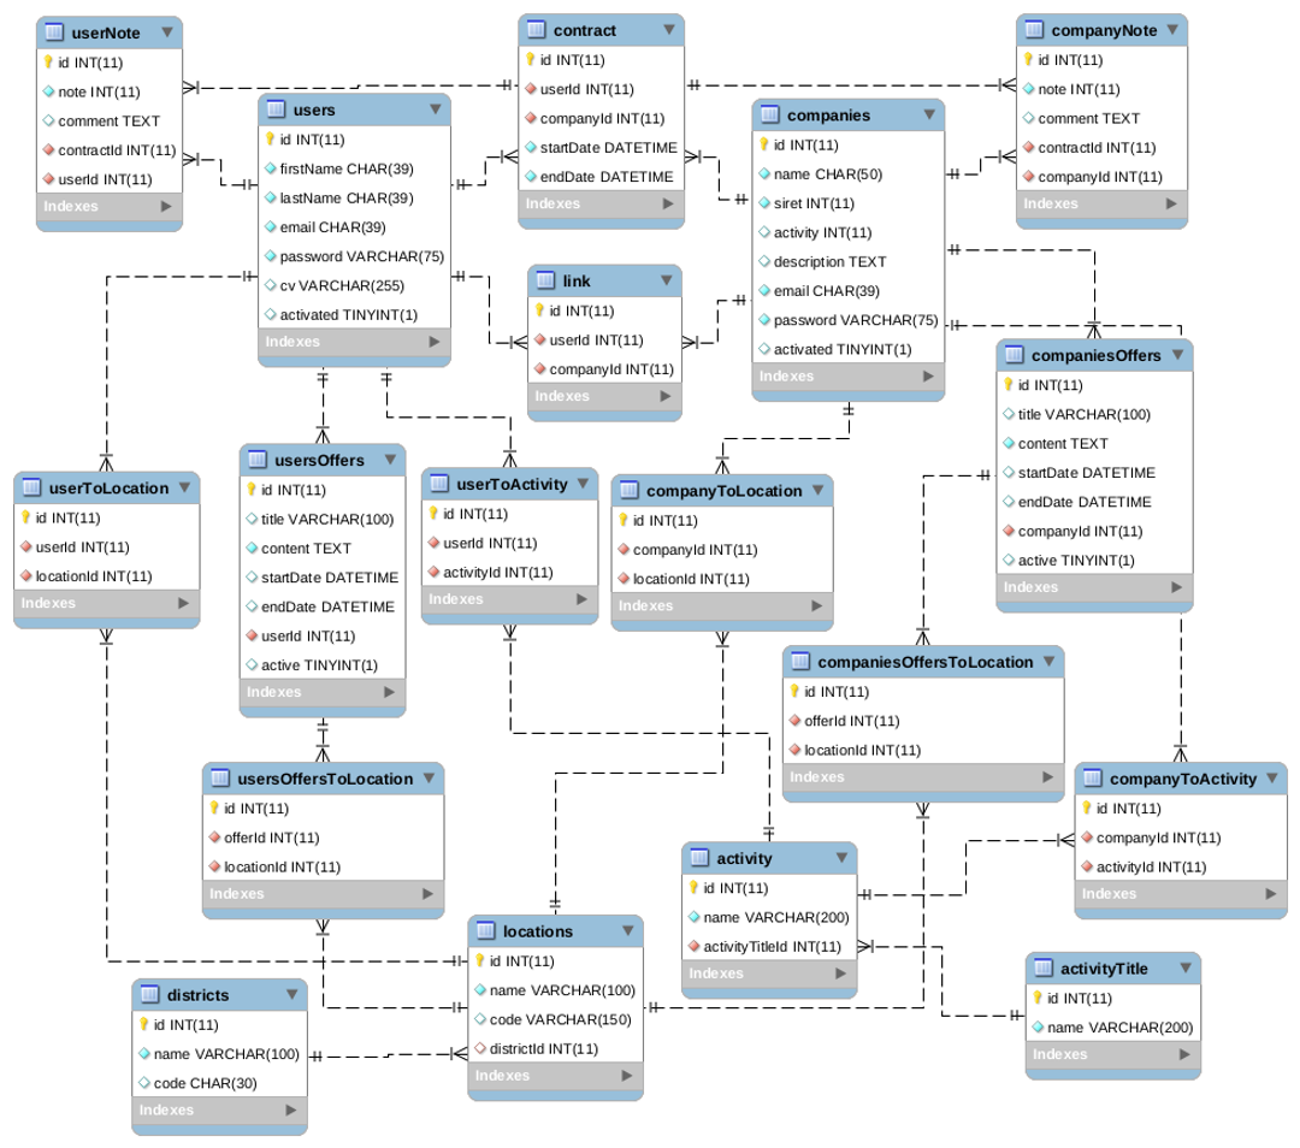 userNote
id INT(11)
note INT(11)
comment TEXT
contractId INT(11)
userId INT(11)
Indexes
users
id INT(11)
firstName CHAR(39)
lastName CHAR(39)
email CHAR(39)
password VARCHAR(75)
cv VARCHAR(255)
activated TINYINT(1)
Indexes
contract
id INT(11)
userId INT(11)
companyId INT(11)
startDate DATETIME
endDate DATETIME
Indexes
companies
id INT(11)
name CHAR(50)
siret INT(11)
activity INT(11)
description TEXT
email CHAR(39)
password VARCHAR(75)
activated TINYINT(1)
Indexes
companyNote
id INT(11)
note INT(11)
comment TEXT
contractId INT(11)
companyId INT(11)
Indexes
link
id INT(11)
userId INT(11)
companyId INT(11)
Indexes
companiesOffers
id INT(11)
title VARCHAR(100)
content TEXT
startDate DATETIME
endDate DATETIME
companyId INT(11)
active TINYINT(1)
Indexes
userToLocation
id INT(11)
userId INT(11)
locationId INT(11)
Indexes
usersOffers
id INT(11)
title VARCHAR(100)
content TEXT
startDate DATETIME
endDate DATETIME
userId INT(11)
active TINYINT(1)
Indexes
userToActivity
id INT(11)
userId INT(11)
activityId INT(11)
Indexes
companyToLocation
id INT(11)
companyId INT(11)
locationId INT(11)
Indexes
companiesOffersToLocation
id INT(11)
offerId INT(11)
locationId INT(11)
Indexes
usersOffersToLocation
id INT(11)
offerId INT(11)
locationId INT(11)
Indexes
companyToActivity
id INT(11)
companyId INT(11)
activityId INT(11)
Indexes
activity
id INT(11)
name VARCHAR(200)
activityTitleId INT(11)
Indexes
locations
id INT(11)
name VARCHAR(100)
code VARCHAR(150)
districtId INT(11)
Indexes
districts
id INT(11)
name VARCHAR(100)
code CHAR(30)
Indexes
activityTitle
id INT(11)
name VARCHAR(200)
Indexes